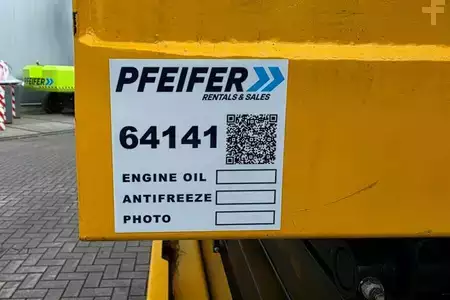 PFEIFER
RENTALS & SALES
64141
ENGINE OIL
ANTIFREEZE
PHOTO
F